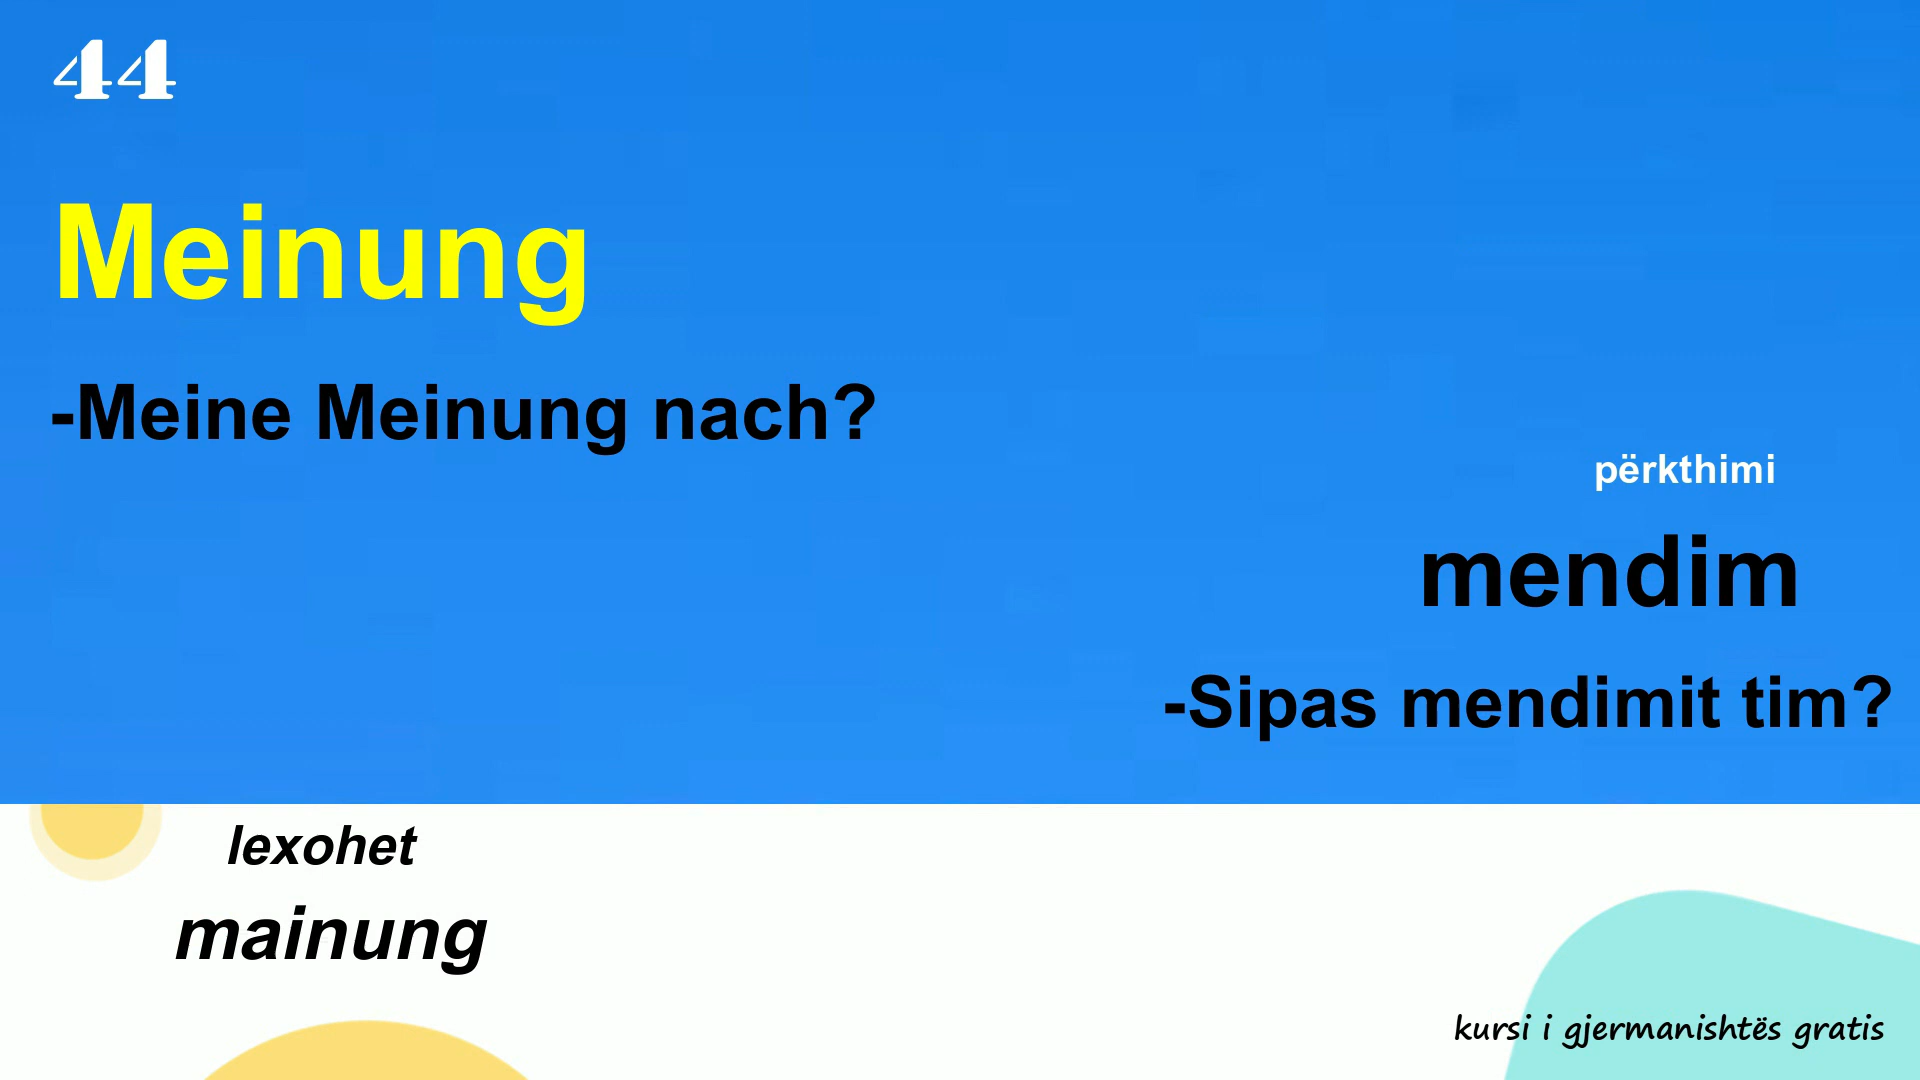 44
Meinung
-Meine Meinung nach?
përkthimi
mendim
-Sipas mendimit tim?
lexohet
mainung
kursi i gjermanishtës gratis